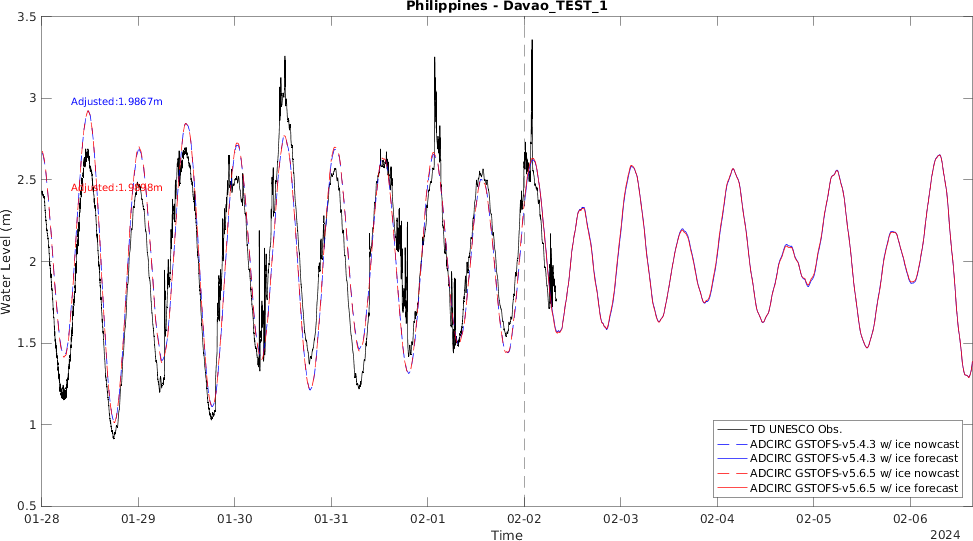 Philippines - Davao_TEST_1
3.5
3
2.5
2
1.5
1
0.5
Water Level (m)
Adjusted:1.9867m
TD UNESCO Obs.
ADCIRC GSTOFS-v5.4.3 w/ ice nowcast
ADCIRC GSTOFS-v5.4.3 w/ ice forecast
ADCIRC GSTOFS-v5.6.5 w/ ice nowcast
ADCIRC GSTOFS-v5.6.5 w/ ice forecast
01-28 01-29 01-30 01-31 02-01 02-02 02-03 02-04 02-05 02-06
Time
2024